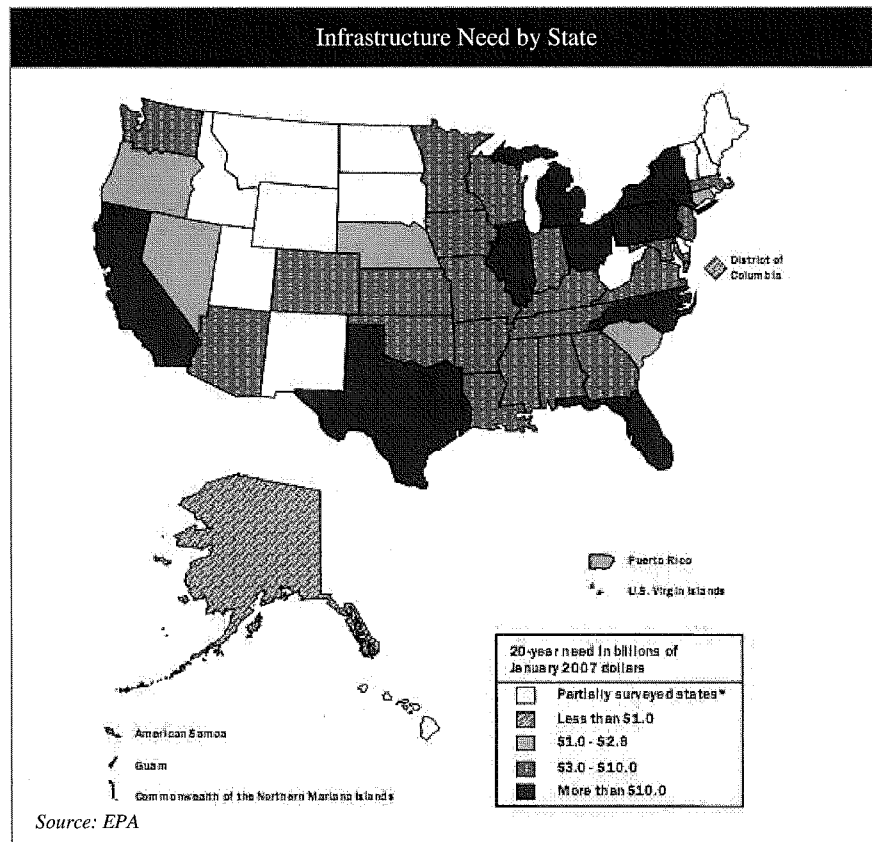 Infrastructure Need by State
District of
Columbia
Puerto Rico
U.S. Virgin Islands
20-year need in billions of
January 2007 dollars
Partially surveyed states*
Less than $1.0
$1.0 - $2.9
$3.0 - $10.0
More than $10.0
American Samoa
Guam
Commonwealth of the Northern Mariana Islands
Source: EPA